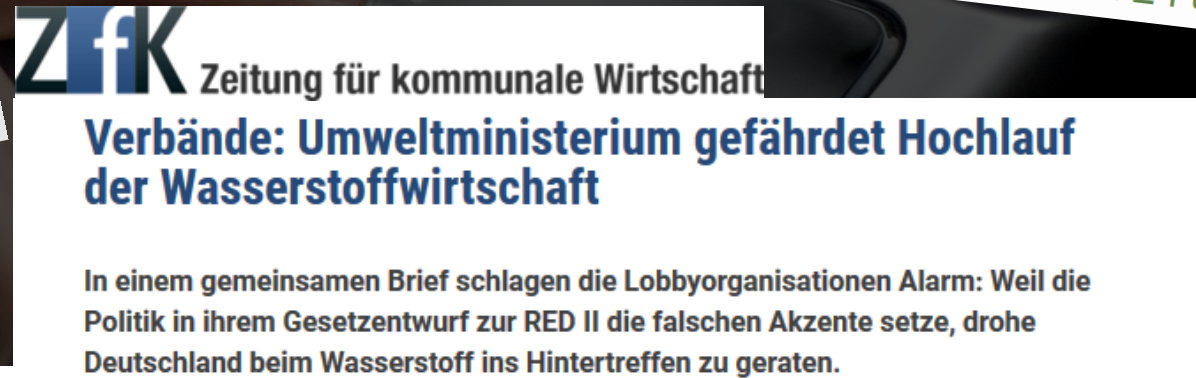 ZfK Zeitung für kommunale Wirtschaft
Verbände: Umweltministerium gefährdet Hochlauf
der Wasserstoffwirtschaft
In einem gemeinsamen Brief schlagen die Lobbyorganisationen Alarm: Weil die
Politik in ihrem Gesetzentwurf zur RED II die falschen Akzente setze, drohe
Deutschland beim Wasserstoff ins Hintertreffen zu geraten.